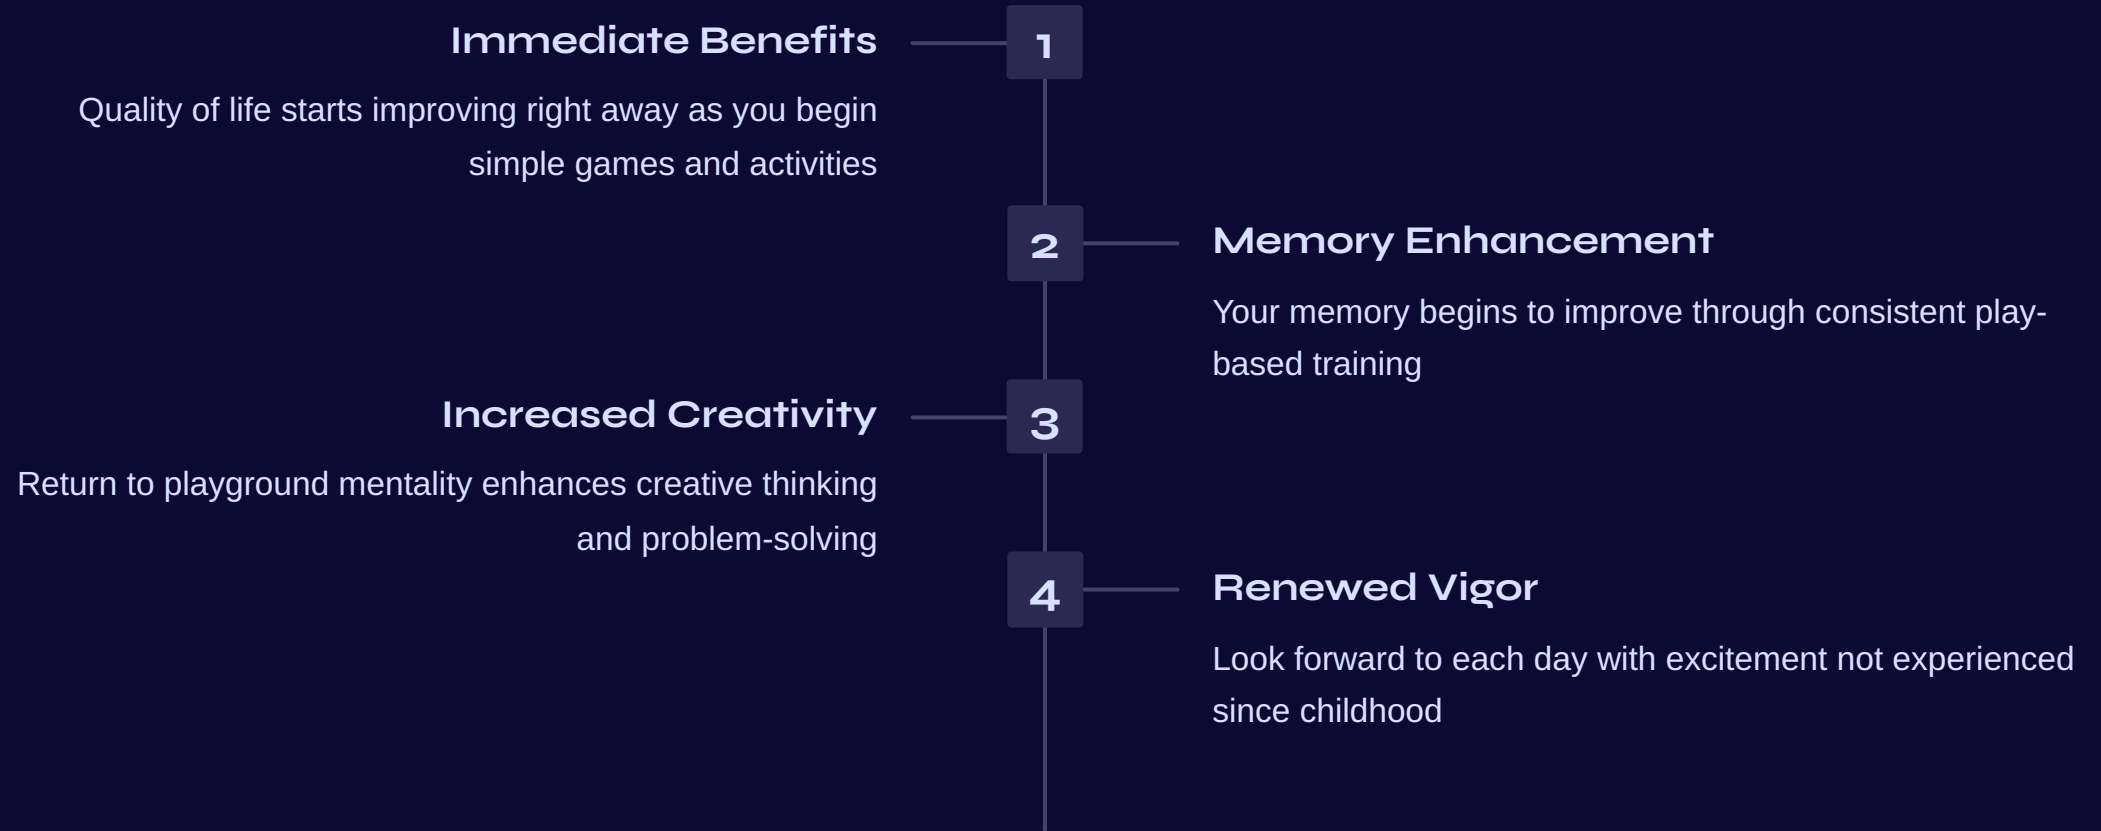 Immediate Benefits
1
Quality of life starts improving right away as you begin
simple games and activities
2
Memory Enhancement
Your memory begins to improve through consistent play-
based training
Increased Creativity
3
Return to playground mentality enhances creative thinking
and problem-solving
4
Renewed Vigor
Look forward to each day with excitement not experienced
since childhood